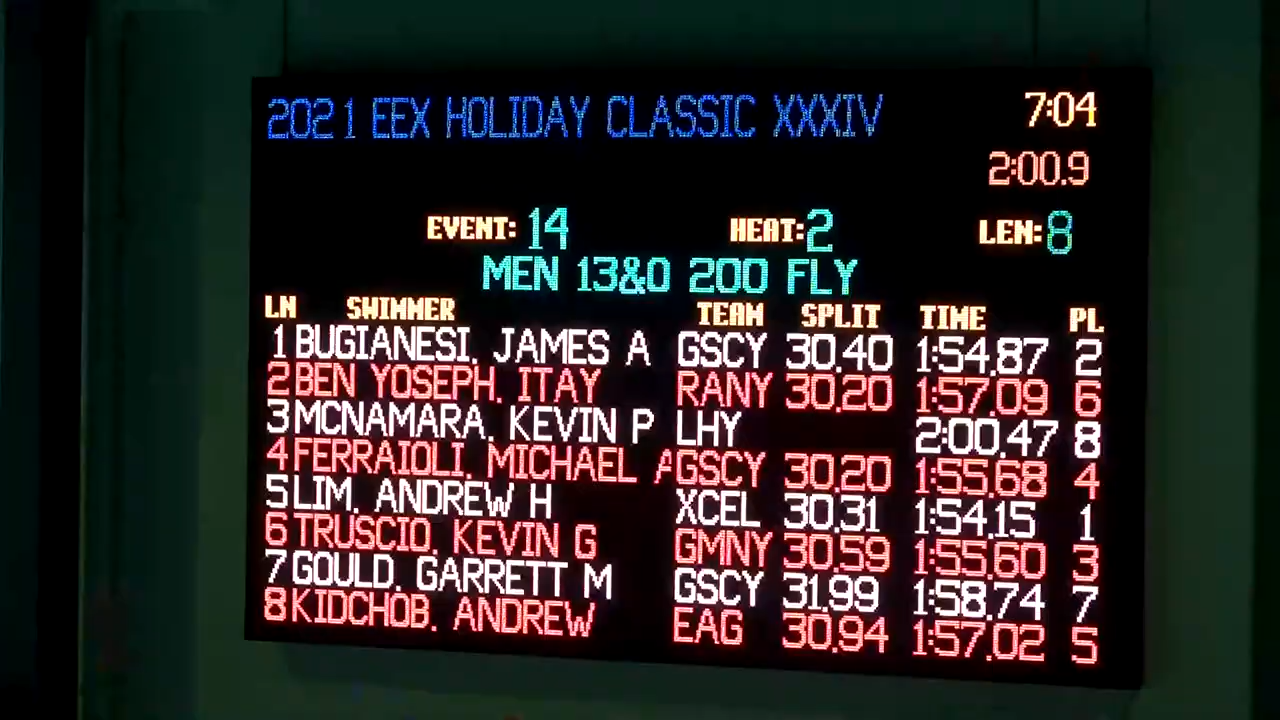 2021 EEX HOLIDAY CLASSIC XXXIV 7:04
2:00.9
EVENT: 14 HEAT: 2 LEN: 8
MEN 13&O 200 FLY
LN SWIMMER TEAM SPLIT TIME PL
1 BUGIANESI, JAMES A GSCY 30.40 1:54.87 2
2 BEN YOSEPH, ITAY RANY 30.20 1:57.09 6
3 MCNAMARA, KEVIN P LHY 2:00.47 8
4 FERRAIOLI, MICHAEL A GSCY 30.20 1:55.68 4
5 LIM, ANDREW H XCEL 30.31 1:54.15 1
6 TRUSCIO, KEVIN G GMNY 30.59 1:55.60 3
7 GOULD, GARRETT M GSCY 31.99 1:58.74 7
8 KIDCHOB, ANDREW EAG 30.94 1:57.02 5